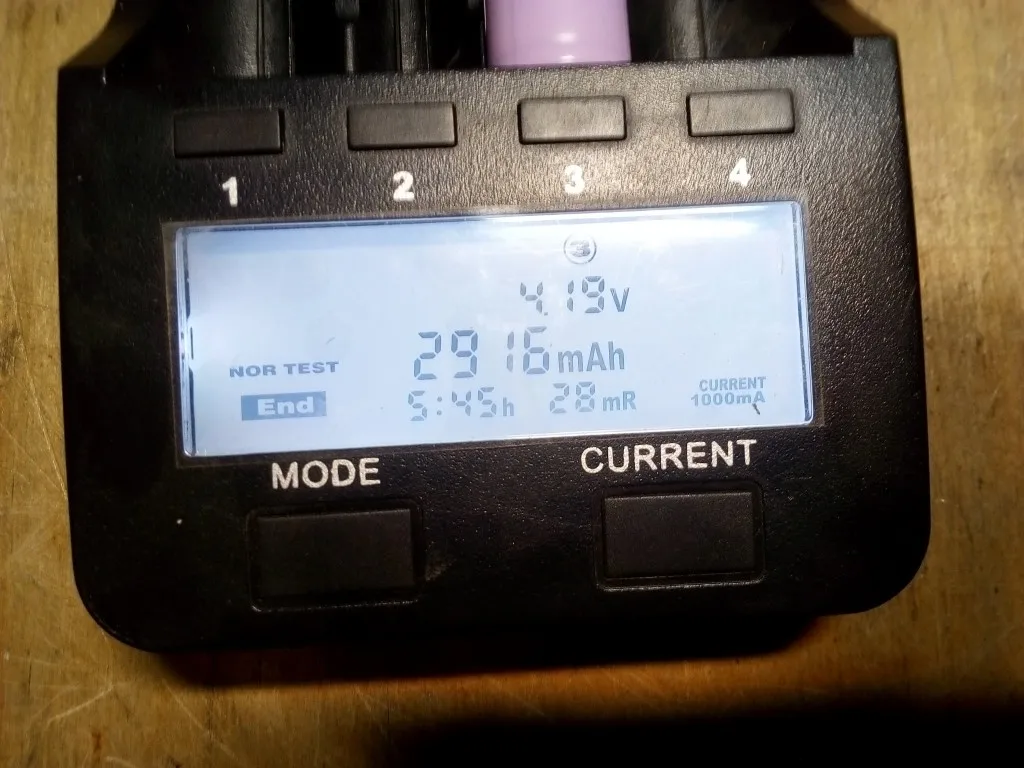 1 2 3 4
3
4.19V
2916mAh
NOR TEST
End
5:45h 28mR
CURRENT
1000mA
MODE CURRENT